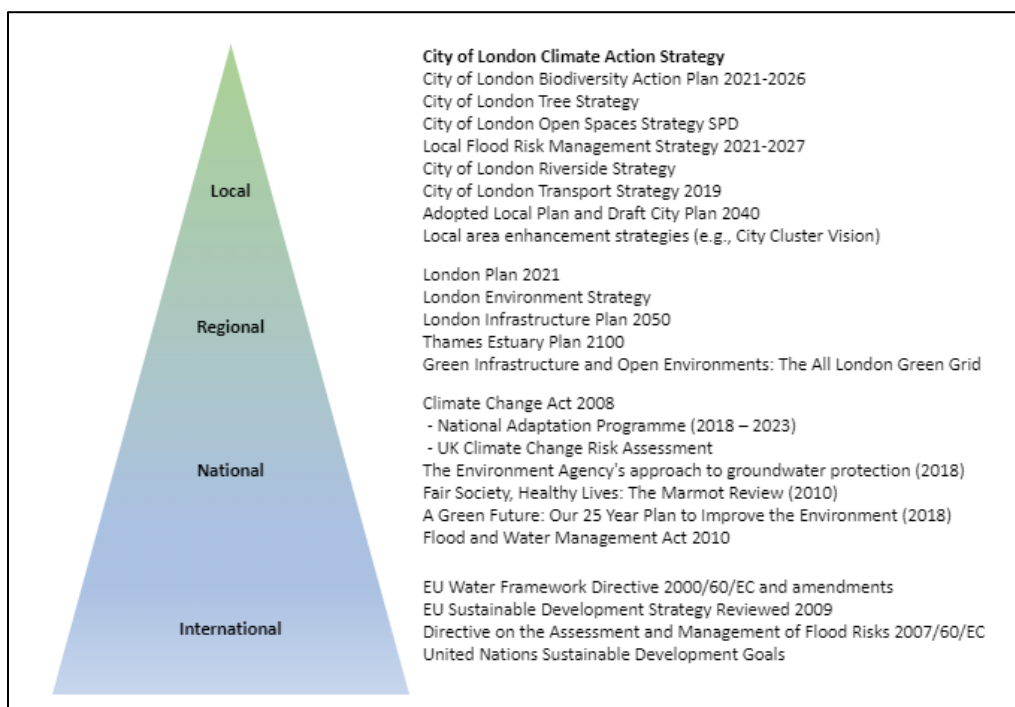 City of London Climate Action Strategy
City of London Biodiversity Action Plan 2021-2026
City of London Tree Strategy
City of London Open Spaces Strategy SPD
Local Flood Risk Management Strategy 2021-2027
City of London Riverside Strategy
Local
City of London Transport Strategy 2019
Adopted Local Plan and Draft City Plan 2040
Local area enhancement strategies (e.g., City Cluster Vision)
London Plan 2021
London Environment Strategy
London Infrastructure Plan 2050
Regional
Thames Estuary Plan 2100
Green Infrastructure and Open Environments: The All London Green Grid
Climate Change Act 2008
- National Adaptation Programme (2018 – 2023)
- UK Climate Change Risk Assessment
National
The Environment Agency's approach to groundwater protection (2018)
Fair Society, Healthy Lives: The Marmot Review (2010)
A Green Future: Our 25 Year Plan to Improve the Environment (2018)
Flood and Water Management Act 2010
EU Water Framework Directive 2000/60/EC and amendments
EU Sustainable Development Strategy Reviewed 2009
International
Directive on the Assessment and Management of Flood Risks 2007/60/EC
United Nations Sustainable Development Goals